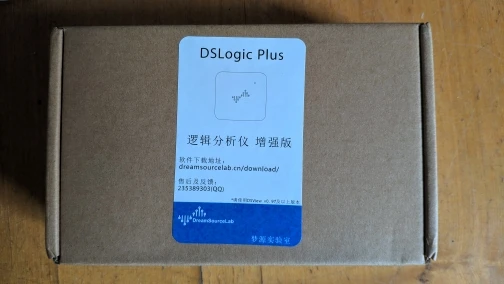 DSLogic Plus
逻辑分析仪 增强版
软件下载地址:
dreamsourcelab.cn/download/
售后及反馈:
235389303(QQ)
DreamSourceLab
梦源实验室